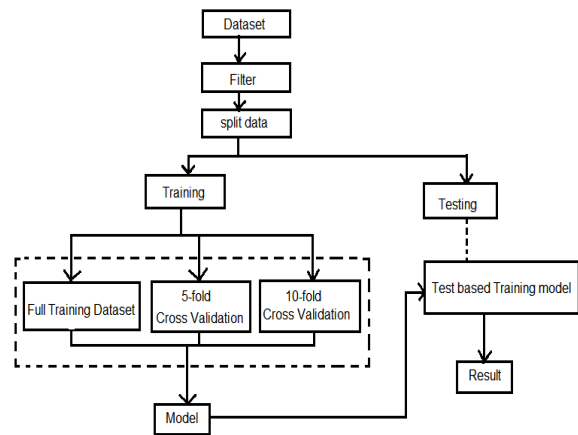 Dataset
Filter
split data
Training
Testing
Full Training Dataset
5-fold
Cross Validation
10-fold
Cross Validation
Test based Training model
Result
Model